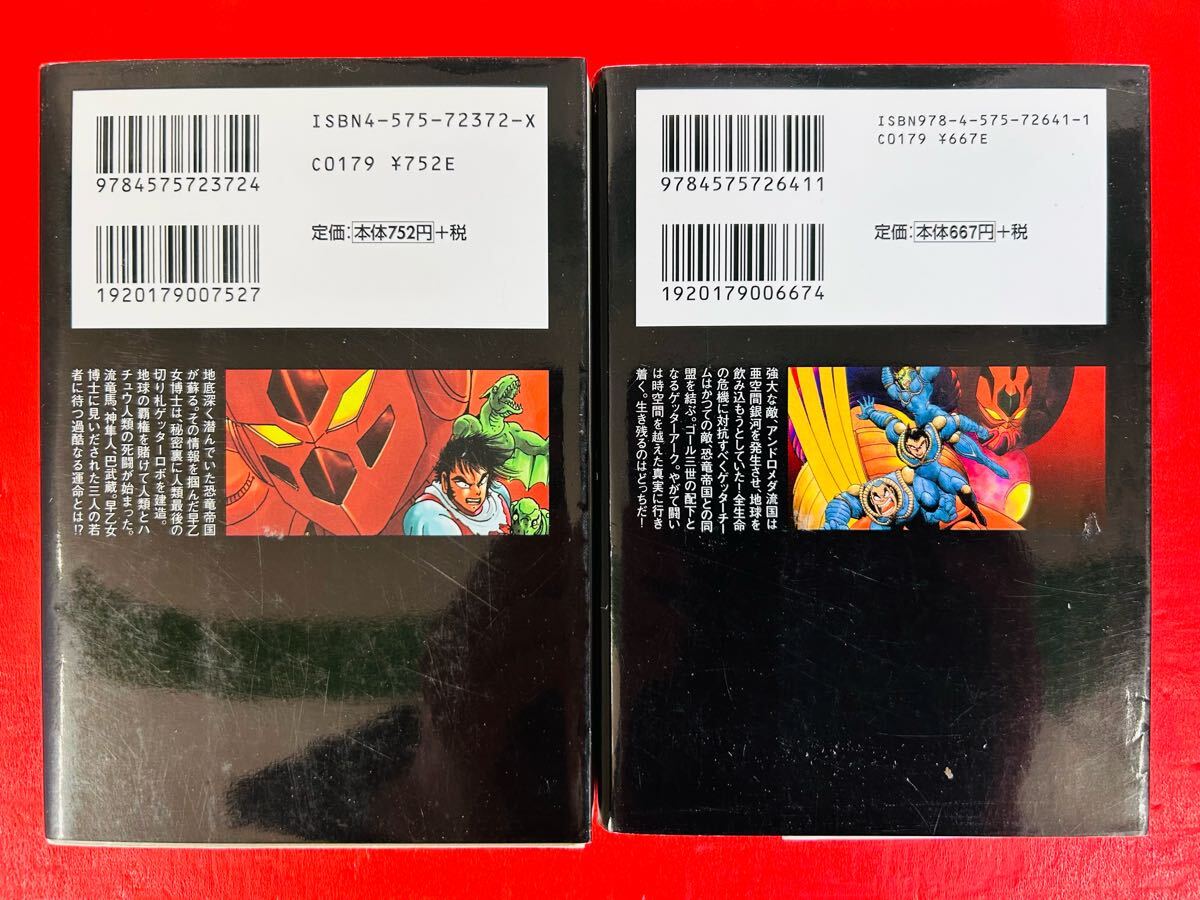 ISBN4-575-72372-X
C0179 ¥752E
9784575723724
定価:本体752円+税
1920179007527
地底深く潜んでいた恐竜帝国
が蘇る。その情報を掴んだ早乙
女博士は、秘密裏に人類最後の
切り札ゲッターロボを建造。
地球の覇権を賭けて人類とハ
チュウ人類の死闘が始まった。
流竜馬、神隼人、巴武蔵。早乙女
博士に見いだされた三人の若
者に待つ過酷なる運命とは!?
ISBN978-4-575-72641-1
C0179 ¥667E
9784575726411
定価:本体667円+税
1920179006674
強大な敵、アンドロメダ流国は
亜空間銀河を発生させ、地球を
飲み込もうとしていた!全生命
の危機に対抗すべくゲッターチー
ムはかつての敵、恐竜帝国との同
盟を結ぶ。ゴール三世の配下と
なるゲッターアーク。やがて闘い
は時空間を越えた真実に行き
着く。生き残るのはどっちだ!